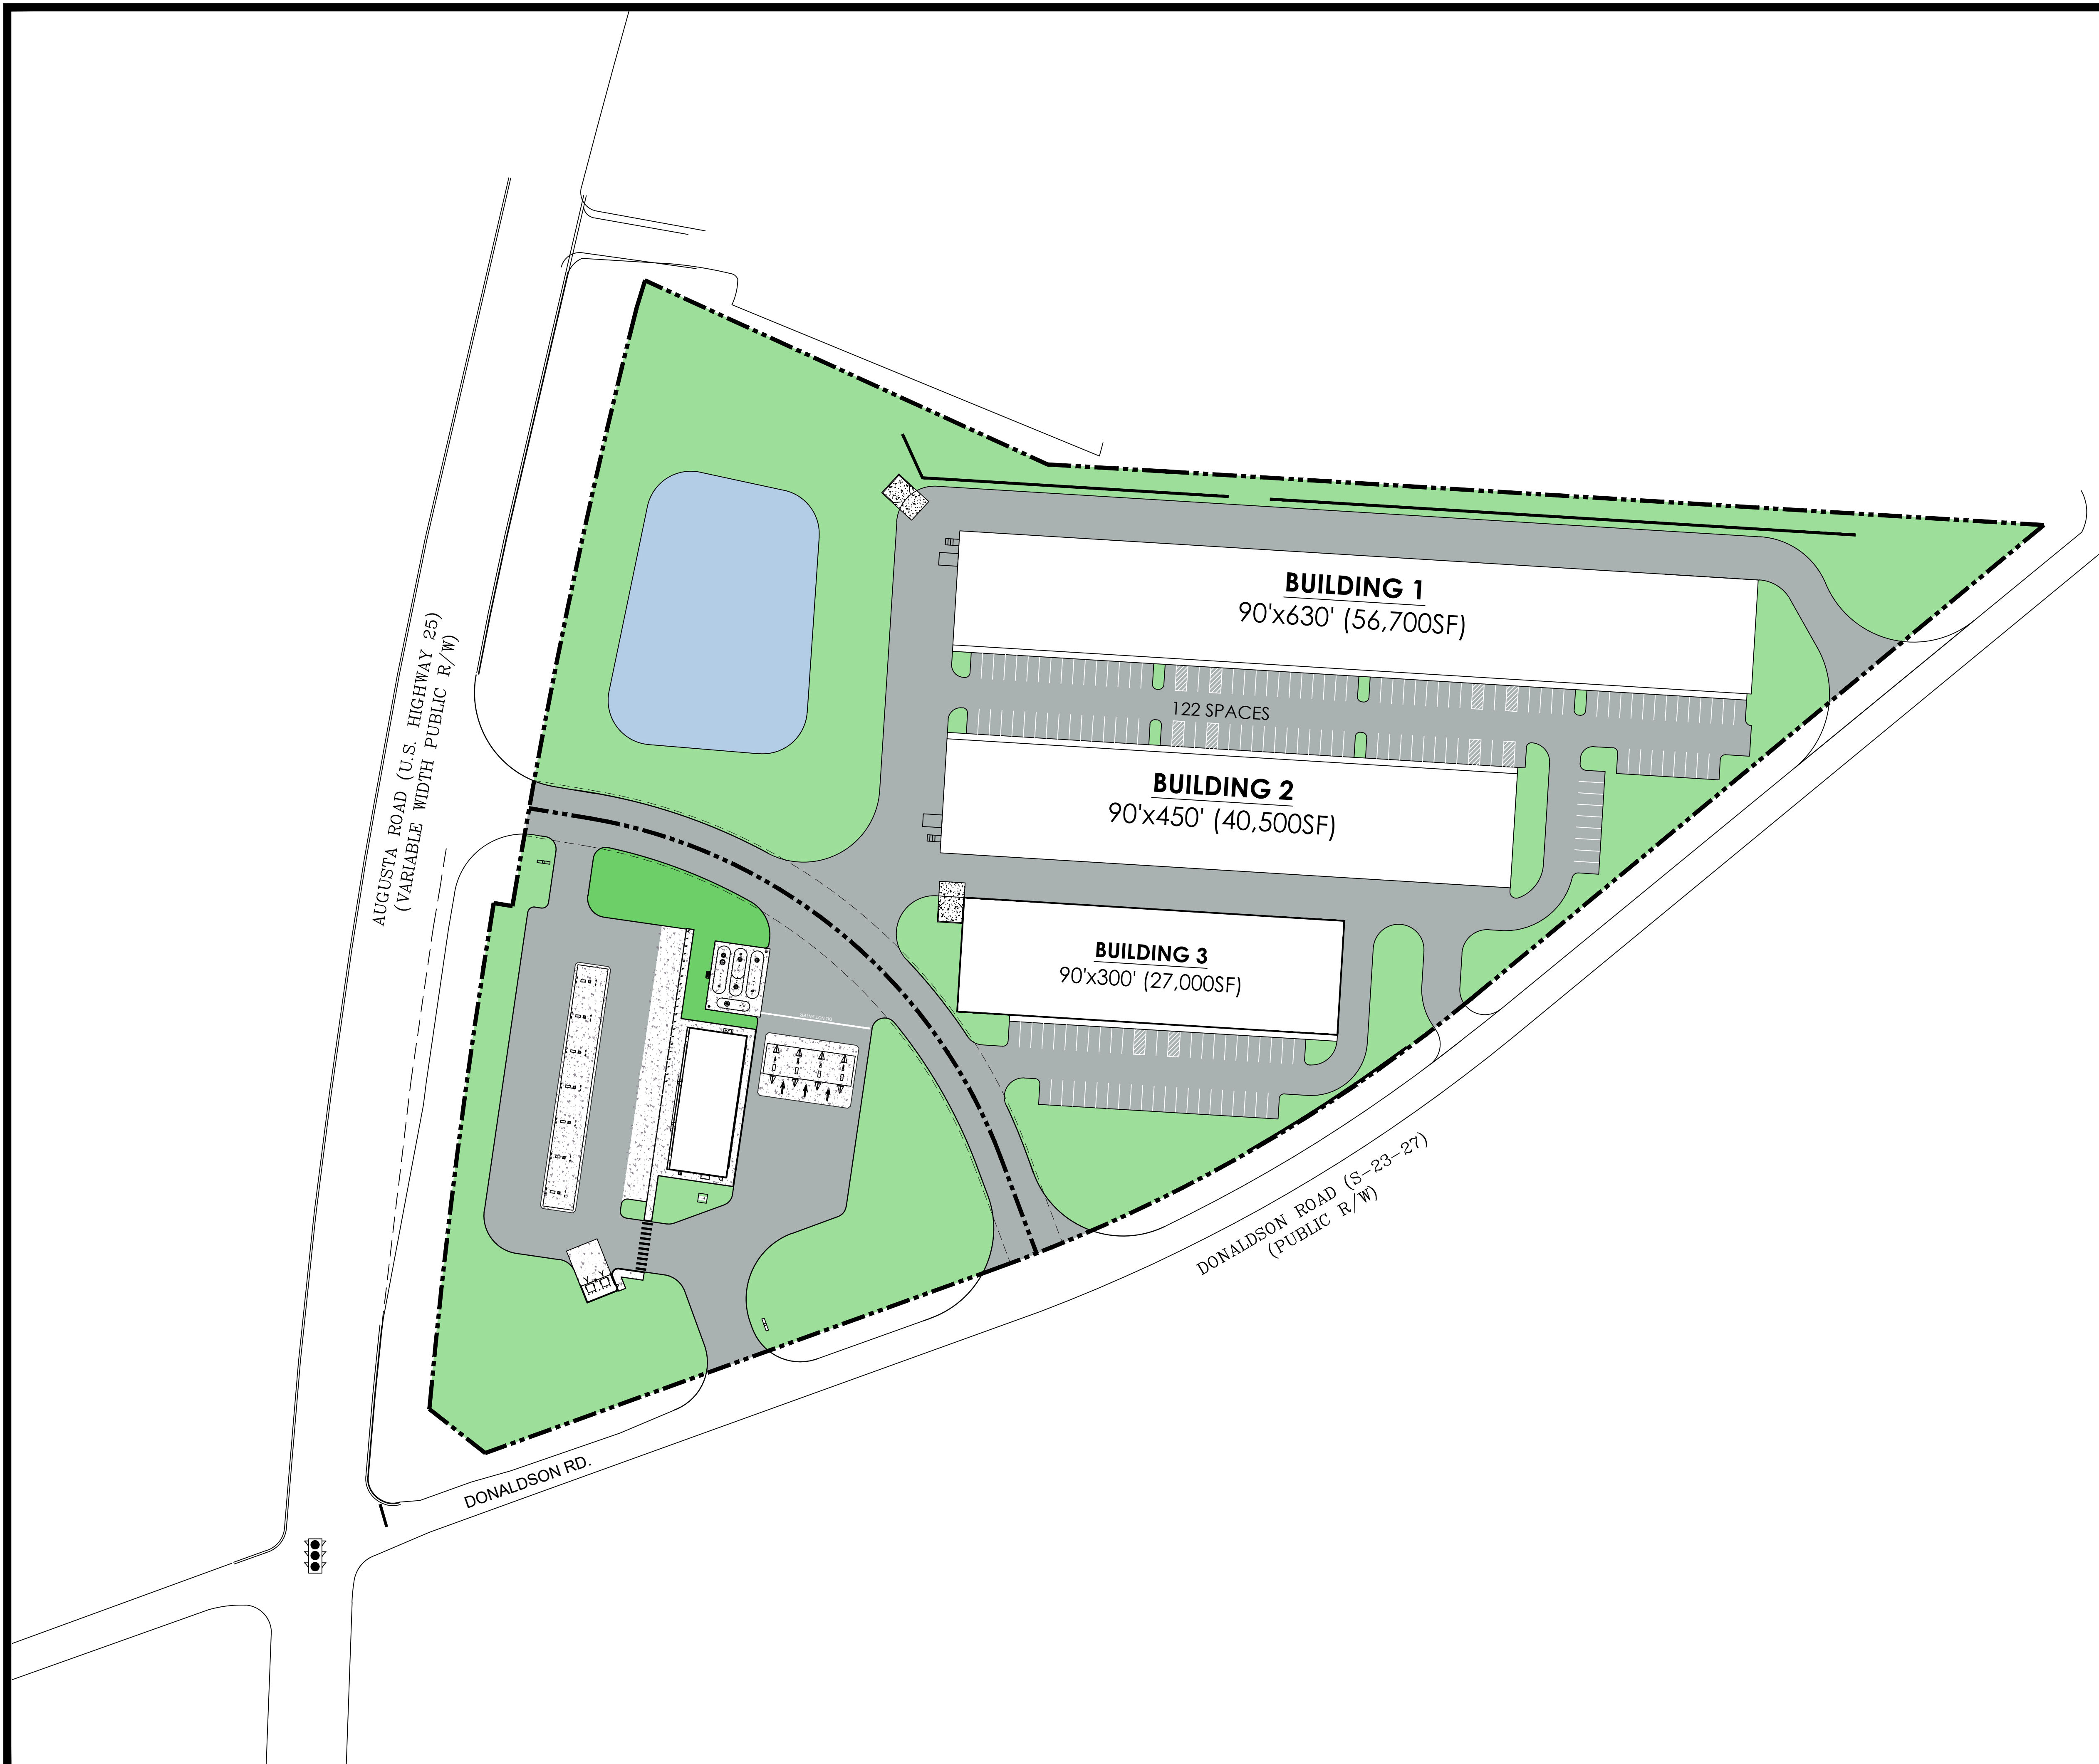 BUILDING 1
90'x630' (56,700SF)
122 SPACES
BUILDING 2
90'x450' (40,500SF)
BUILDING 3
90'x300' (27,000SF)
AUGUSTA ROAD (U.S. HIGHWAY 25)
(VARIABLE WIDTH PUBLIC R/W)
DONALDSON ROAD (S-23-27)
(PUBLIC R/W)
DONALDSON RD.